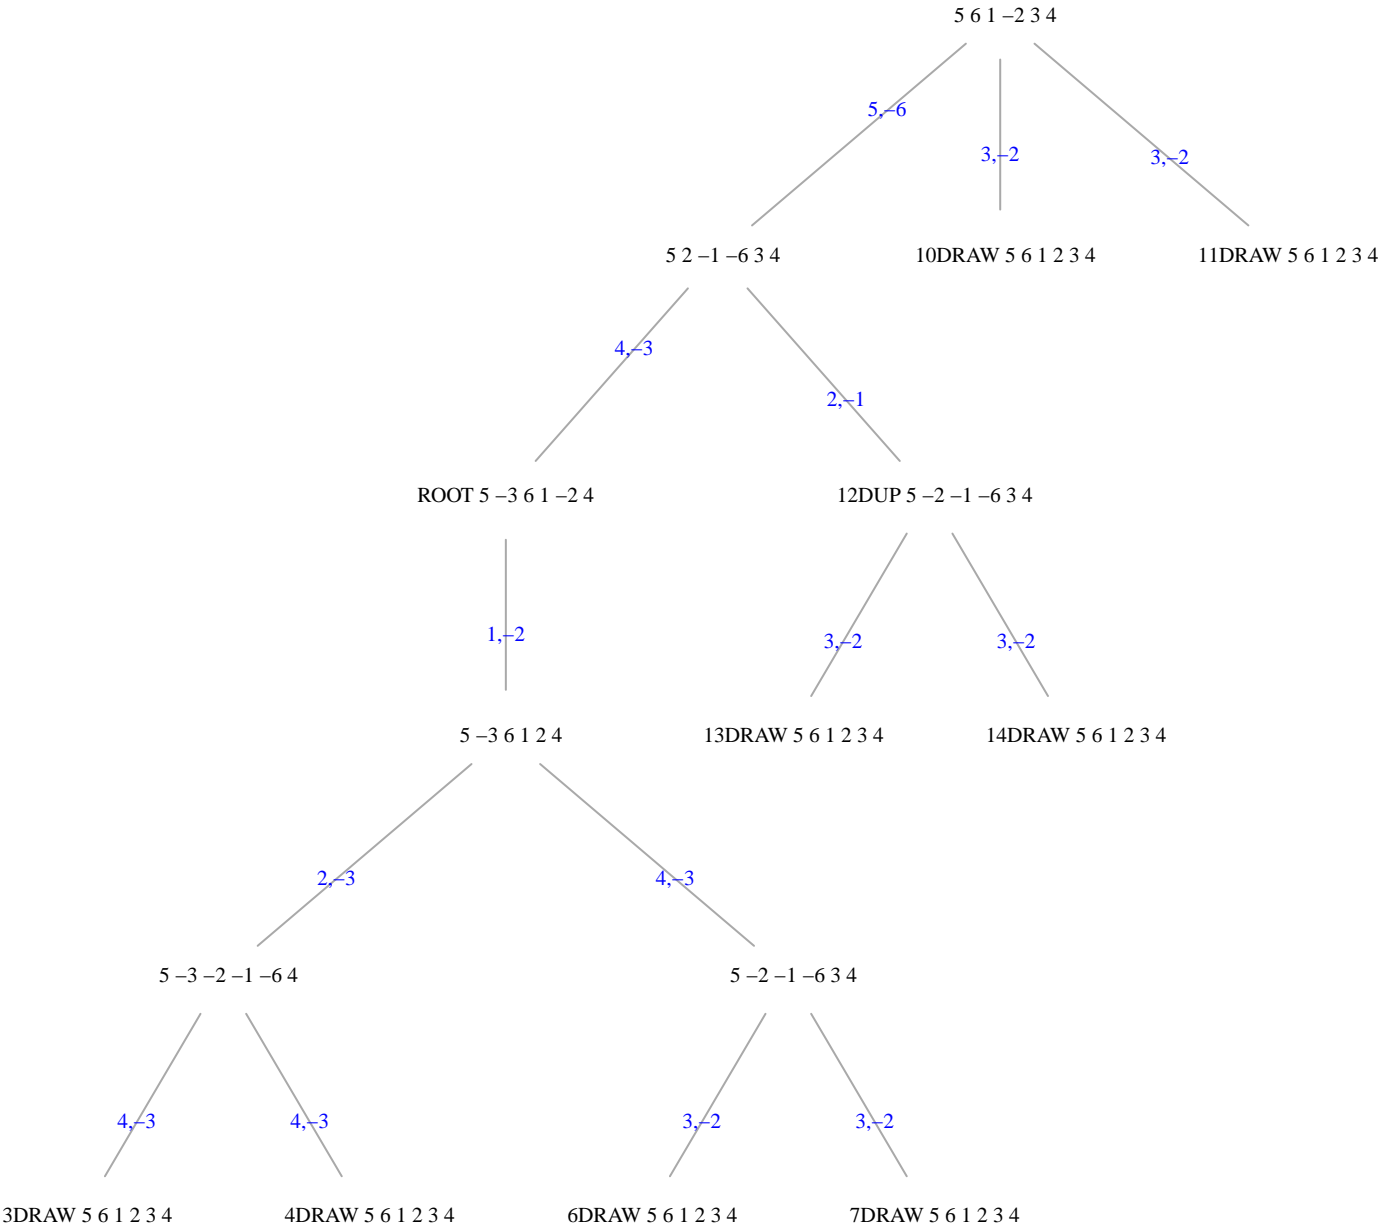 5 6 1 –2 3 4
5,–6
3,–2
3,–2
5 2 –1 –6 3 4
10DRAW 5 6 1 2 3 4
11DRAW 5 6 1 2 3 4
4,–3
2,–1
ROOT 5 –3 6 1 –2 4
12DUP 5 –2 –1 –6 3 4
1,–2
3,–2
3,–2
5 –3 6 1 2 4
13DRAW 5 6 1 2 3 4
14DRAW 5 6 1 2 3 4
2,–3
4,–3
5 –3 –2 –1 –6 4
5 –2 –1 –6 3 4
4,–3
4,–3
3,–2
3,–2
3DRAW 5 6 1 2 3 4
4DRAW 5 6 1 2 3 4
6DRAW 5 6 1 2 3 4
7DRAW 5 6 1 2 3 4